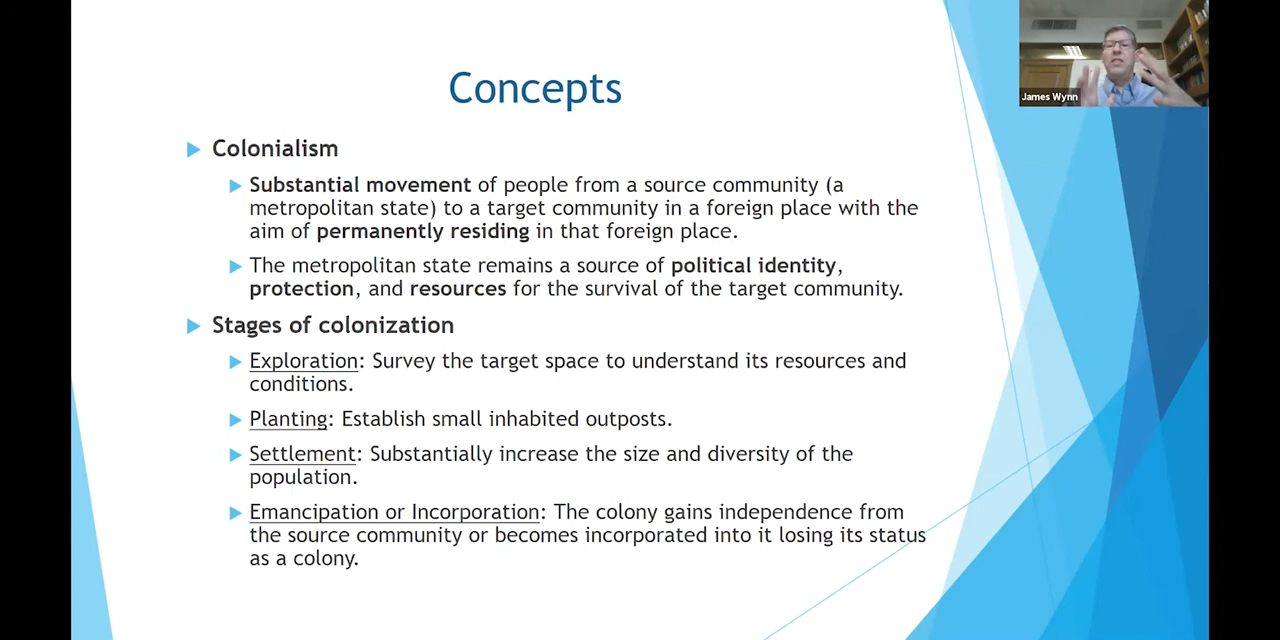 Concepts
James Wynn
Colonialism
Substantial movement of people from a source community (a
metropolitan state) to a target community in a foreign place with the
aim of permanently residing in that foreign place.
The metropolitan state remains a source of political identity,
protection, and resources for the survival of the target community.
Stages of colonization
Exploration: Survey the target space to understand its resources and
conditions.
Planting: Establish small inhabited outposts.
Settlement: Substantially increase the size and diversity of the
population.
Emancipation or Incorporation: The colony gains independence from
the source community or becomes incorporated into it losing its status
as a colony.